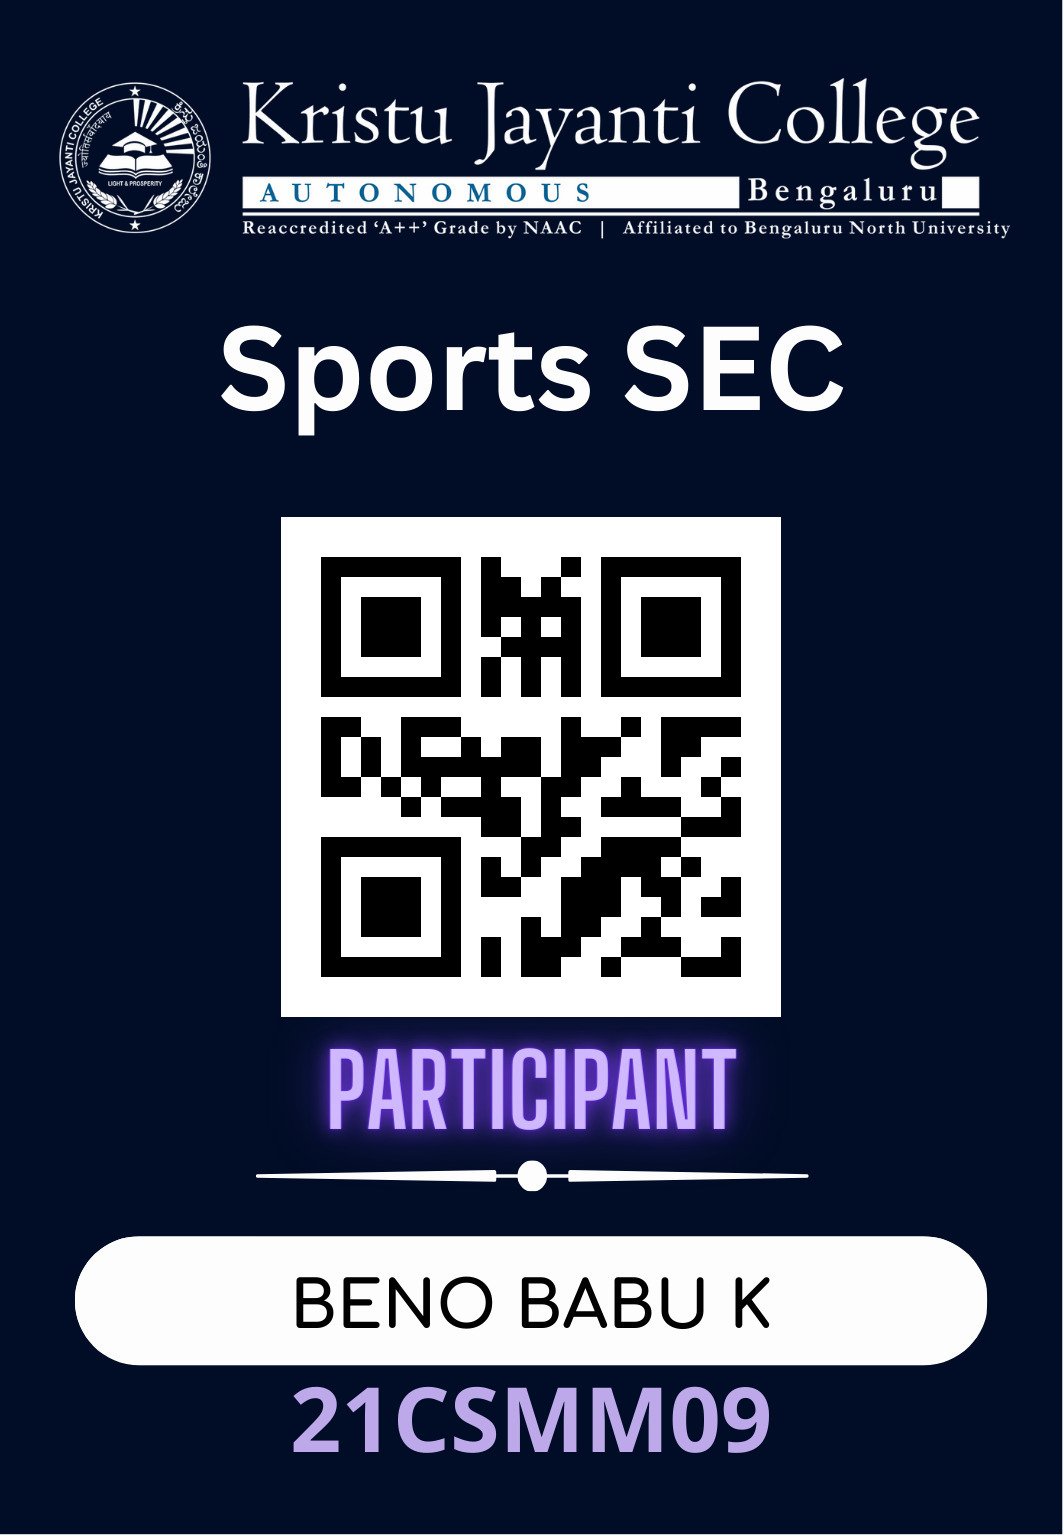 Kristu Jayanti College
AUTONOMOUS Bengaluru
Reaccredited ‘A++’ Grade by NAAC | Affiliated to Bengaluru North University
KRISTU JAYANTI COLLEGE
ಕ್ರಿಸ್ತು ಜಯಂತಿ ಕಾಲೇಜು
LIGHT & PROSPERITY
Sports SEC
PARTICIPANT
BENO BABU K
21CSMM09